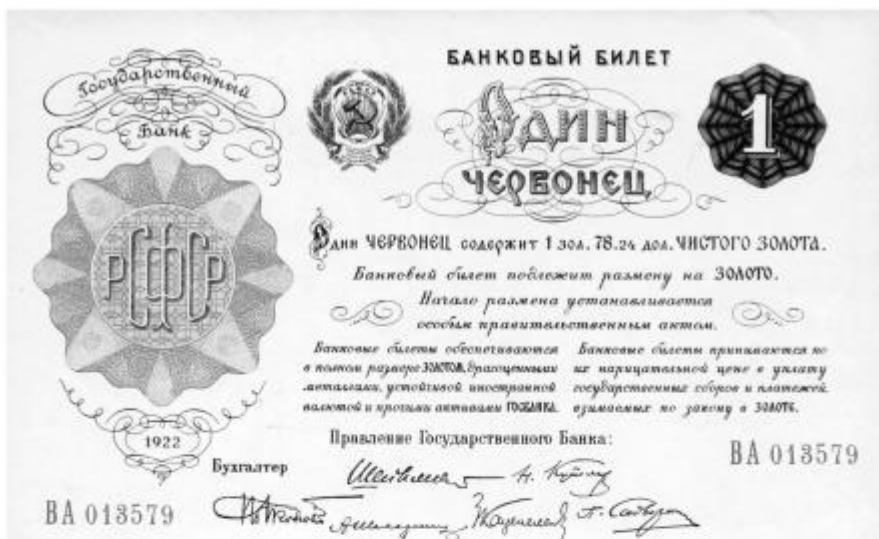 Государственный
Банк
РСФСР
1922
ВА 013579
БАНКОВЫЙ БИЛЕТ
ОДИН
ЧЕРВОНЕЦ
1
Один ЧЕРВОНЕЦ содержит 1 зол. 78.24 дол. ЧИСТОГО ЗОЛОТА.
Банковый билет подлежит размену на ЗОЛОТО.
Начало размена устанавливается
особым правительственным актом.
Банковые билеты обеспечиваются
в полном размере ЗОЛОТОМ, драгоценными
металлами, устойчивой иностранной
валютой и прочими активами ГОСБАНКА.
Банковые билеты принимаются по
их нарицательной цене в уплату
государственных сборов и платежей,
взимаемых по закону в ЗОЛОТЕ.
Правление Государственного Банка:
Бухгалтер
ВА 013579